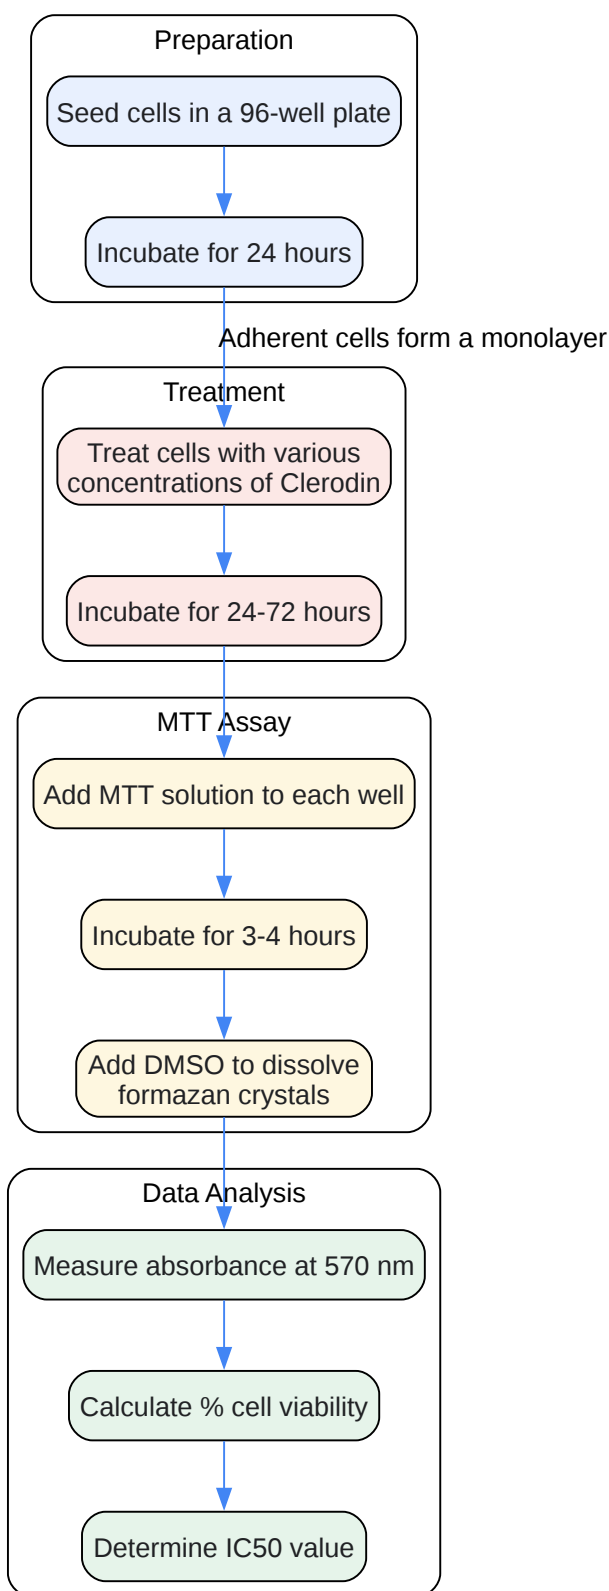 Preparation
Seed cells in a 96-well plate
Incubate for 24 hours
Adherent cells form a monolayer
Treatment
Treat cells with various
concentrations of Clerodin
Incubate for 24-72 hours
MTT Assay
Add MTT solution to each well
Incubate for 3-4 hours
Add DMSO to dissolve
formazan crystals
Data Analysis
Measure absorbance at 570 nm
Calculate % cell viability
Determine IC50 value